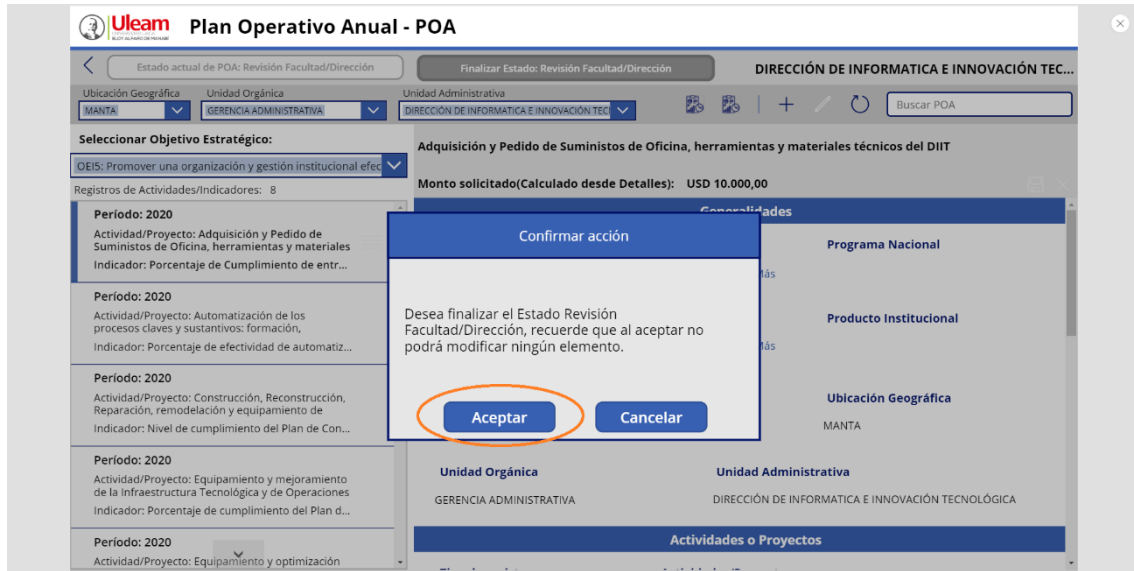 Uleam Plan Operativo Anual - POA
Estado actual de POA: Revisión Facultad/Dirección
Finalizar Estado: Revisión Facultad/Dirección
DIRECCIÓN DE INFORMATICA E INNOVACIÓN TEC...
Ubicación Geográfica
Unidad Orgánica
Unidad Administrativa
MANTA
GERENCIA ADMINISTRATIVA
DIRECCIÓN DE INFORMATICA E INNOVACIÓN TECI
Buscar POA
Seleccionar Objetivo Estratégico:
OEI5: Promover una organización y gestión institucional efec
Registros de Actividades/Indicadores: 8
Período: 2020
Actividad/Proyecto: Adquisición y Pedido de
Suministros de Oficina, herramientas y materiales
Indicador: Porcentaje de Cumplimiento de entr...
Período: 2020
Actividad/Proyecto: Automatización de los
procesos claves y sustantivos: formación,
Indicador: Porcentaje de efectividad de automatiz...
Período: 2020
Actividad/Proyecto: Construcción, Reconstrucción,
Reparación, remodelación y equipamiento de
Indicador: Nivel de cumplimiento del Plan de Con...
Período: 2020
Actividad/Proyecto: Equipamiento y mejoramiento
de la Infraestructura Tecnológica y de Operaciones
Indicador: Porcentaje de cumplimiento del Plan d...
Período: 2020
Actividad/Proyecto: Equipamiento y optimización
Adquisición y Pedido de Suministos de Oficina, herramientas y materiales técnicos del DIIT
Monto solicitado(Calculado desde Detalles): USD 10.000,00
Generalidades
Programa Nacional
Más
Producto Institucional
Más
Ubicación Geográfica
MANTA
Unidad Orgánica
Unidad Administrativa
GERENCIA ADMINISTRATIVA
DIRECCIÓN DE INFORMATICA E INNOVACIÓN TECNOLÓGICA
Actividades o Proyectos
Confirmar acción
Desea finalizar el Estado Revisión
Facultad/Dirección, recuerde que al aceptar no
podrá modificar ningún elemento.
Aceptar
Cancelar